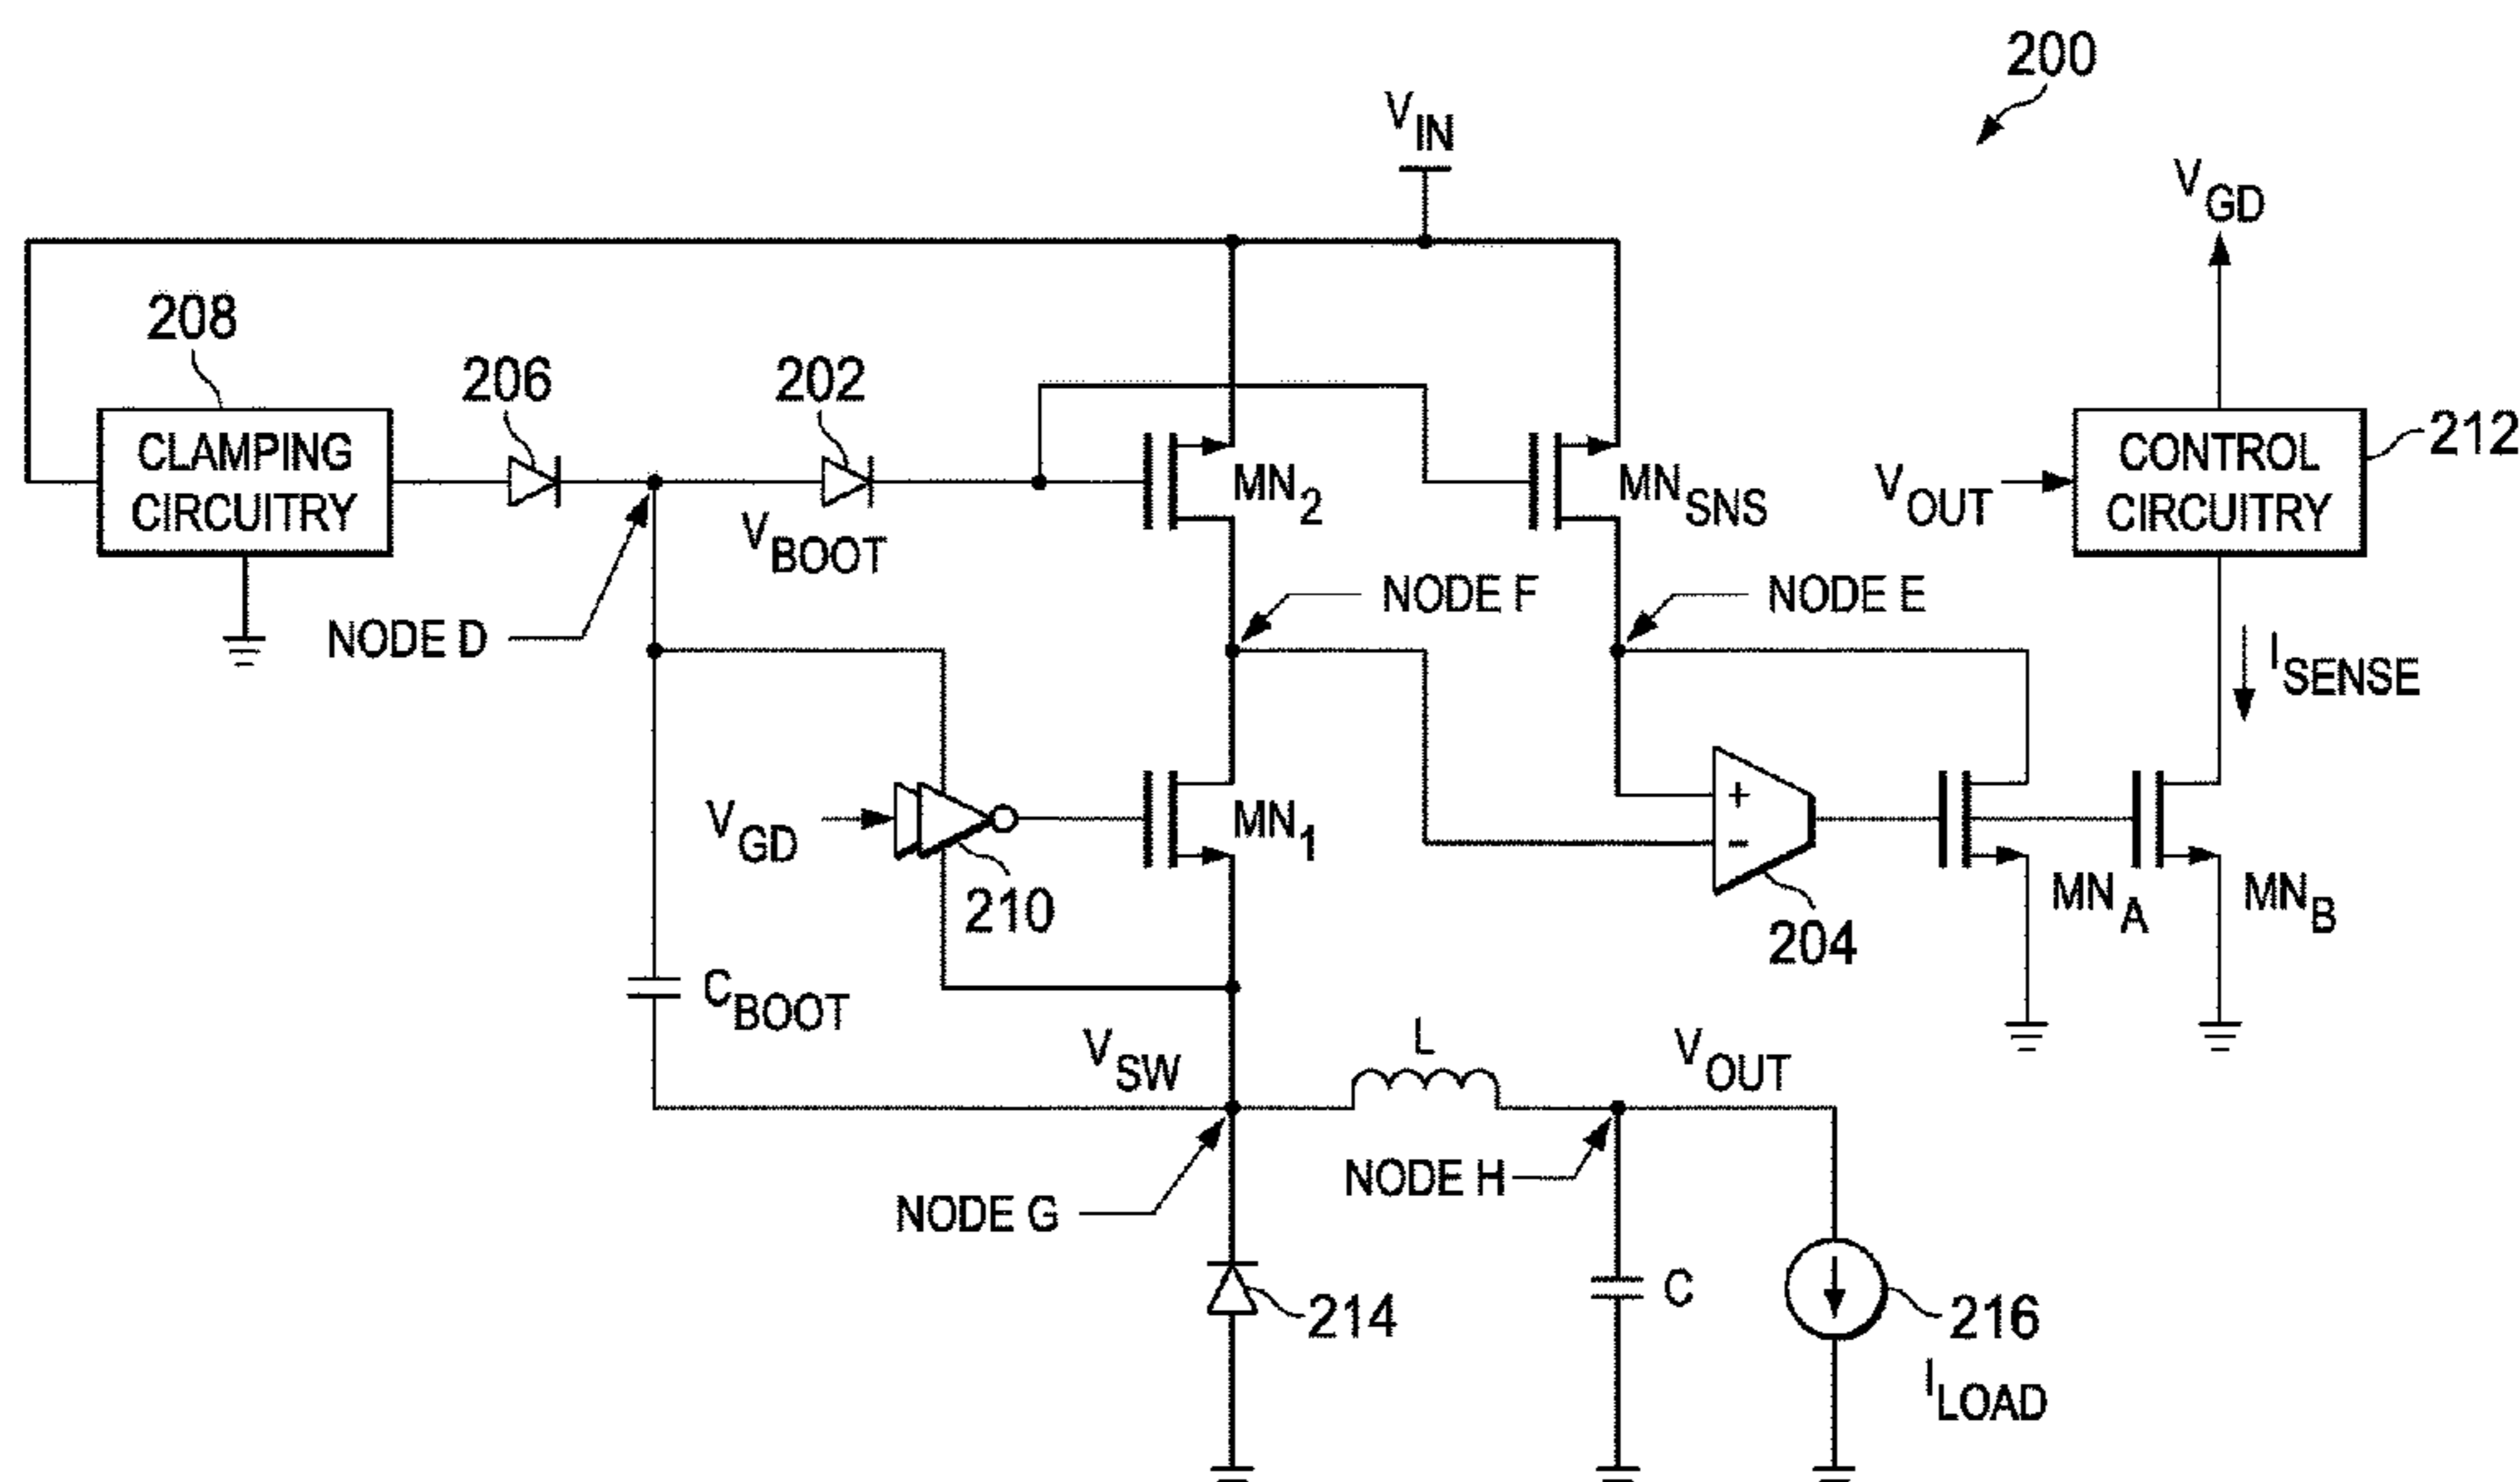 200
V_IN
V_GD
208
206
202
212
CLAMPING
CIRCUITRY
MN_2
MN_SNS
V_OUT
CONTROL
CIRCUITRY
V_BOOT
NODE D
NODE F
NODE E
I_SENSE
V_GD
MN_1
+
−
210
204
MN_A
MN_B
C_BOOT
V_SW
L
V_OUT
NODE G
NODE H
214
C
216
I_LOAD